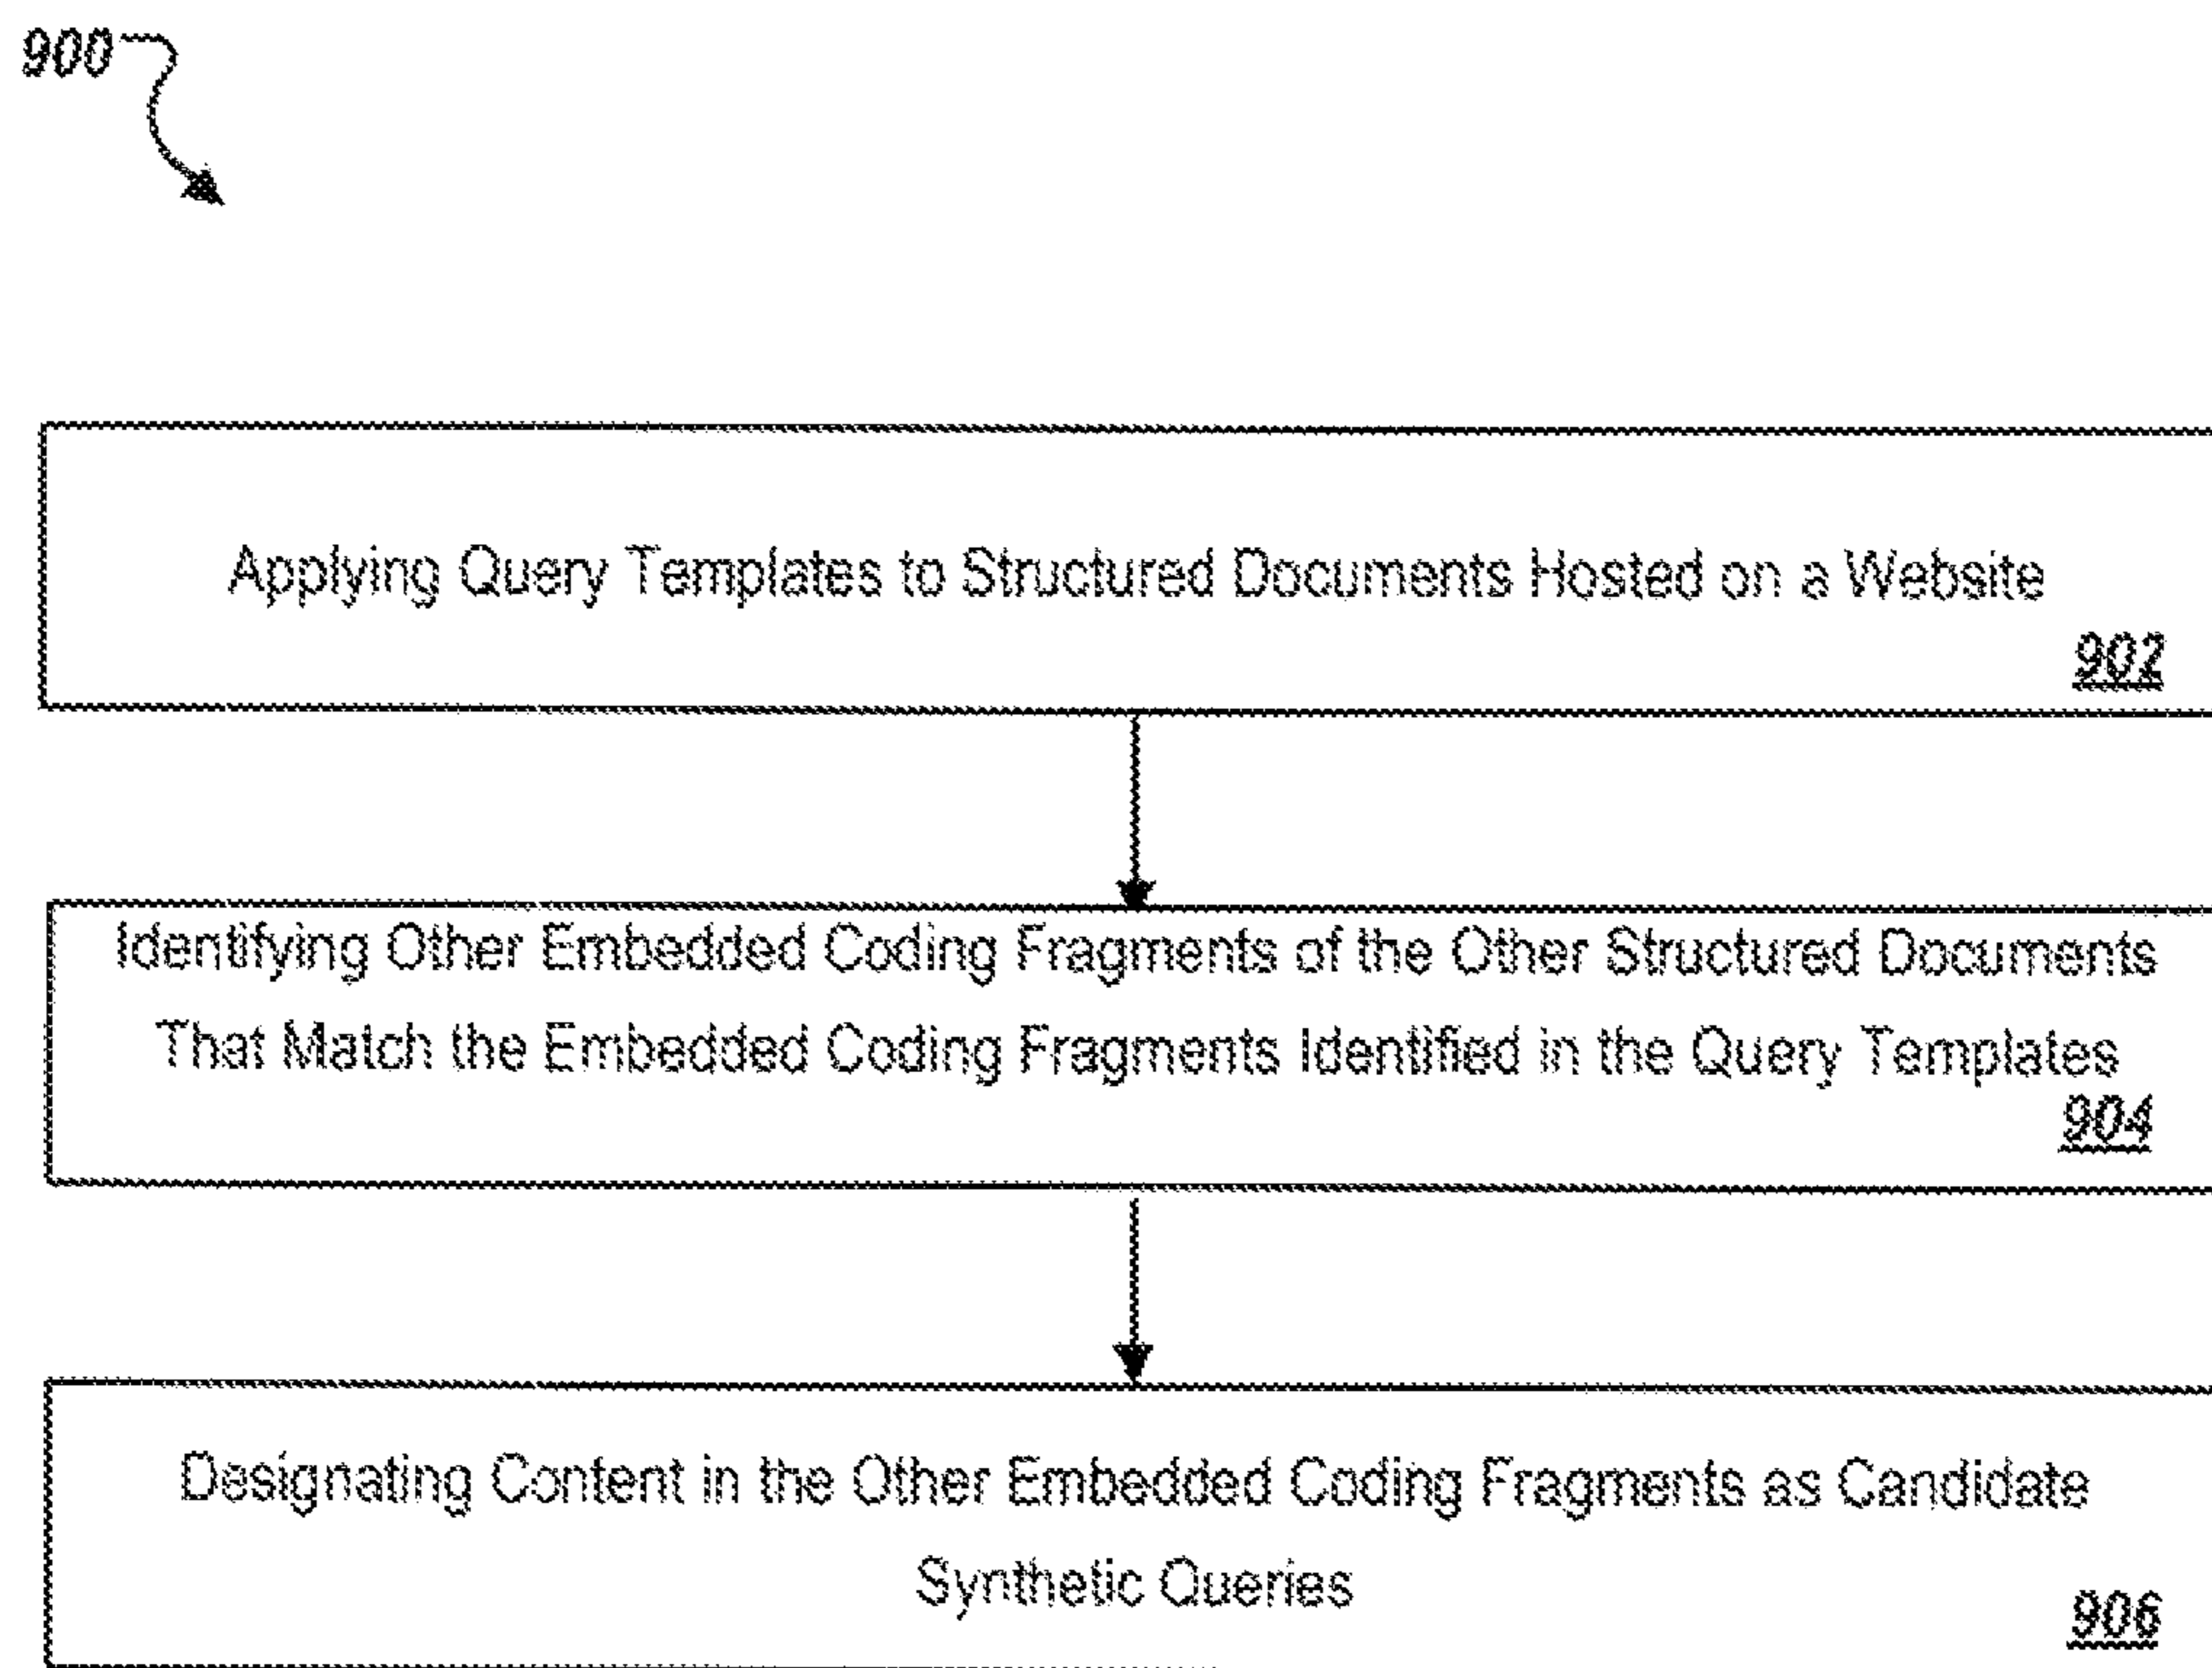 900
Applying Query Templates to Structured Documents Hosted on a Website
902
Identifying Other Embedded Coding Fragments of the Other Structured Documents
That Match the Embedded Coding Fragments Identified in the Query Templates
904
Designating Content in the Other Embedded Coding Fragments as Candidate
Synthetic Queries
906